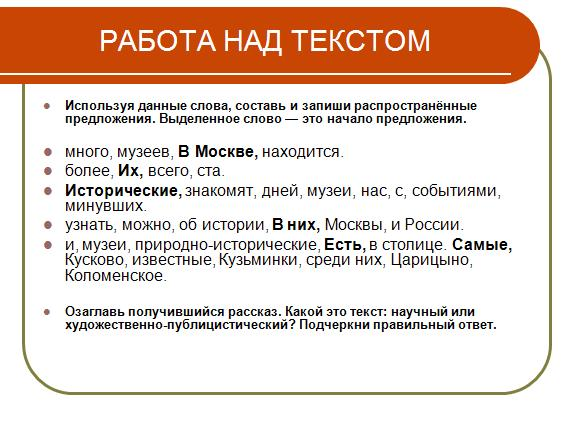 РАБОТА НАД ТЕКСТОМ
Используя данные слова, составь и запиши распространённые
предложения. Выделенное слово — это начало предложения.
много, музеев, В Москве, находится.
более, Их, всего, ста.
Исторические, знакомят, дней, музеи, нас, с, событиями,
минувших.
узнать, можно, об истории, В них, Москвы, и России.
и, музеи, природно-исторические, Есть, в столице. Самые,
Кусково, известные, Кузьминки, среди них, Царицыно,
Коломенское.
Озаглавь получившийся рассказ. Какой это текст: научный или
художественно-публицистический? Подчеркни правильный ответ.